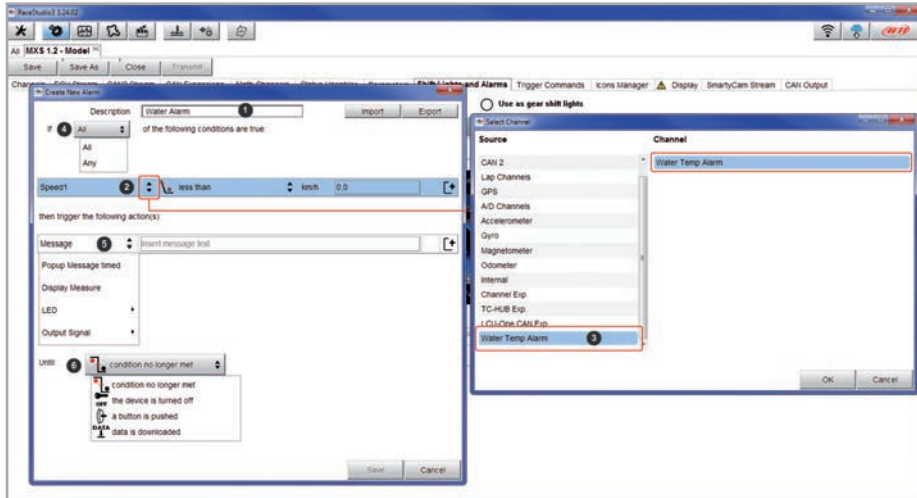 RaceStudio3 3.24.02
All MXS 1.2 - Model
Save Save As Close Transmit
Shift Lights and Alarms Trigger Commands Icons Manager Display SmartyCam Stream CAN Output
Use as gear shift lights
Create New Alarm
Description Water Alarm 1 Import Export
If 4 All of the following conditions are true:
All
Any
Speed1 2 less than km/h 0.0
then trigger the following action(s):
Message 5 Insert message text
Popup Message timed
Display Measure
LED
Output Signal
Until: 6 condition no longer met
condition no longer met
OFF the device is turned off
a button is pushed
DATA data is downloaded
Save Cancel
Select Channel
Source Channel
CAN 2
Lap Channels
GPS
A/D Channels
Accelerometer
Gyro
Magnetometer
Odometer
Internal
Channel Exp.
TC-HUB Exp.
LCU-One CAN Exp.
Water Temp Alarm 3
Water Temp Alarm
OK Cancel